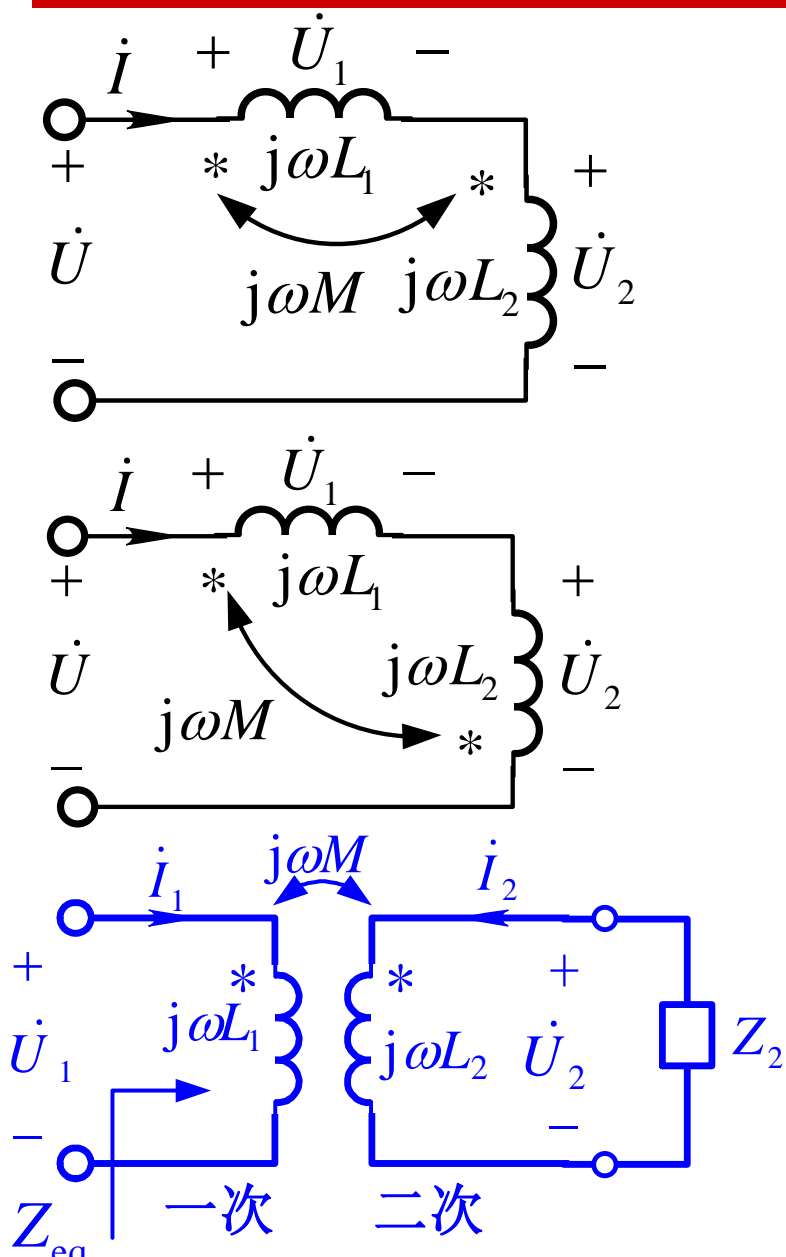 İ + U̇₁ −
* jωL₁ * +
+
U̇ jωM jωL₂ U̇₂
− −
İ + U̇₁ −
+ * jωL₁ +
U̇ jωL₂ U̇₂
jωM *
− −
jωM
İ₁ İ₂
+ * * +
jωL₁
U̇₁ jωL₂ U̇₂ Z₂
− −
一次 二次
Z_eq